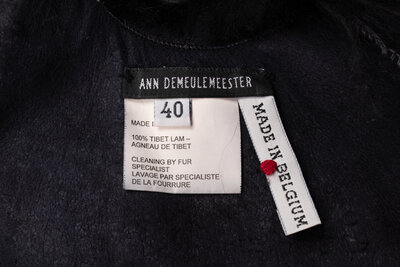 ANN DEMEULEMEESTER
40
MADE
100% TIBET LAM –
AGNEAU DE TIBET
CLEANING BY FUR
SPECIALIST
LAVAGE PAR SPECIALISTE
DE LA FOURRURE
MADE IN BELGIUM